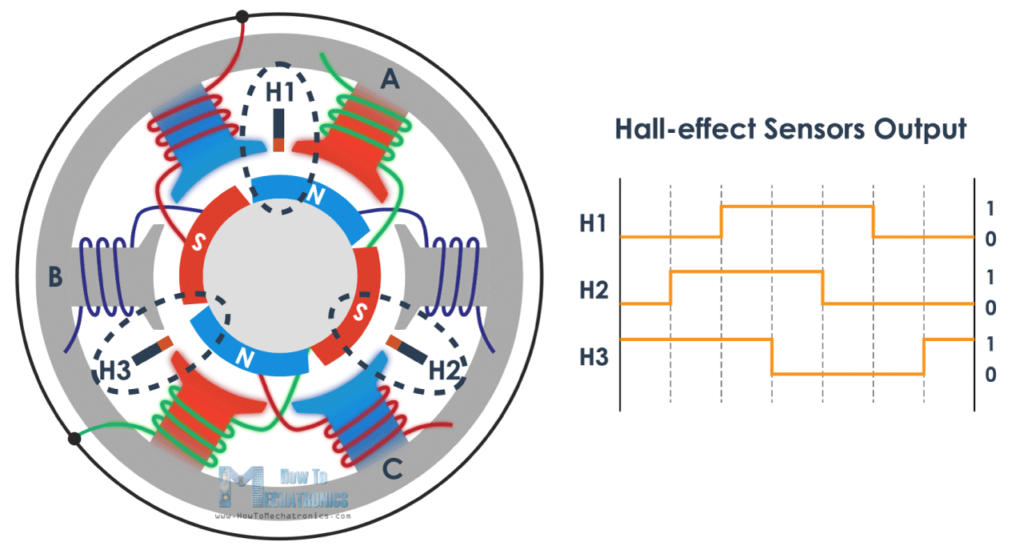 A
H1
N
S
B
S
N
H3
H2
C
How To
MECHATRONICS
www.HowToMechatronics.com
Hall-effect Sensors Output
H1
1
0
H2
1
0
H3
1
0